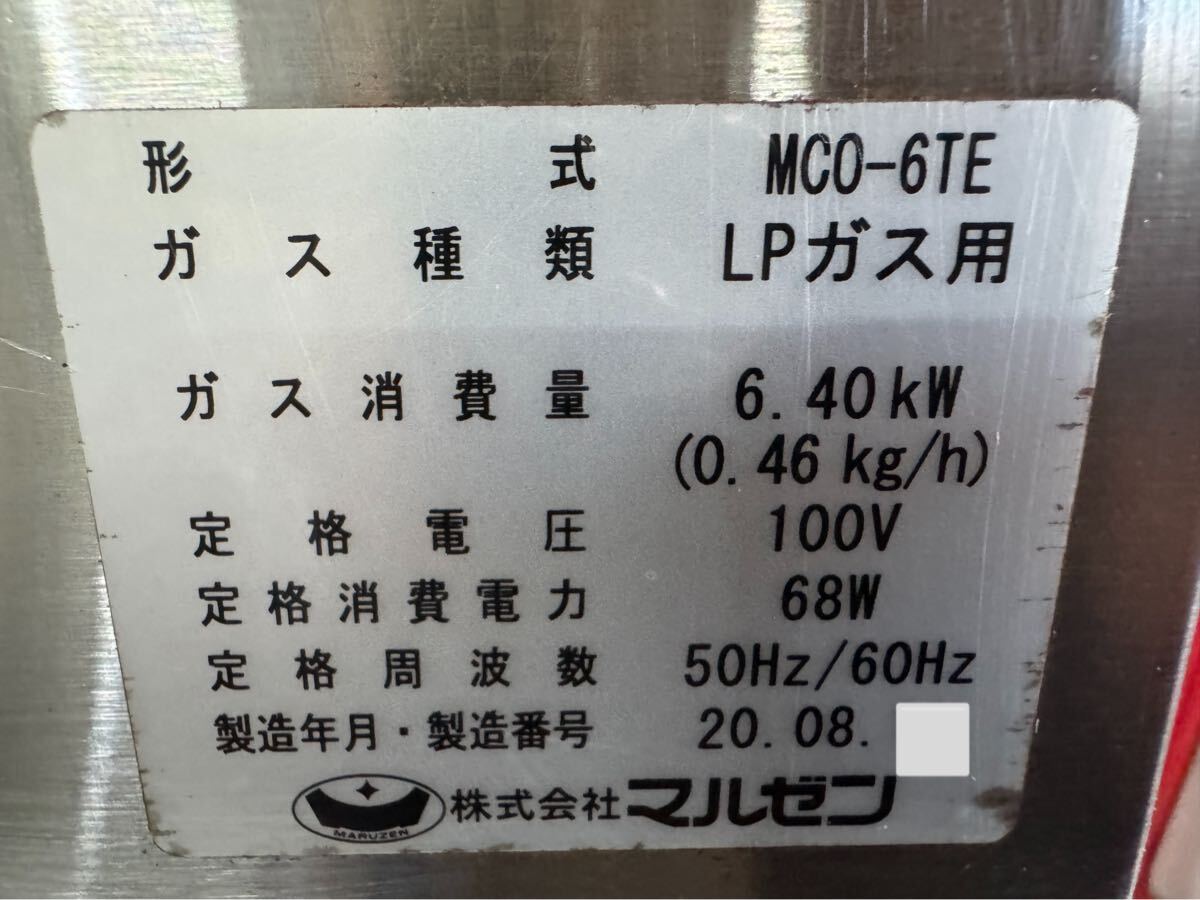 形式 MCO-6TE
ガス種類 LPガス用
ガス消費量 6.40kW
(0.46kg/h)
定格電圧 100V
定格消費電力 68W
定格周波数 50Hz/60Hz
製造年月・製造番号 20.08.
MARUZEN 株式会社マルゼン